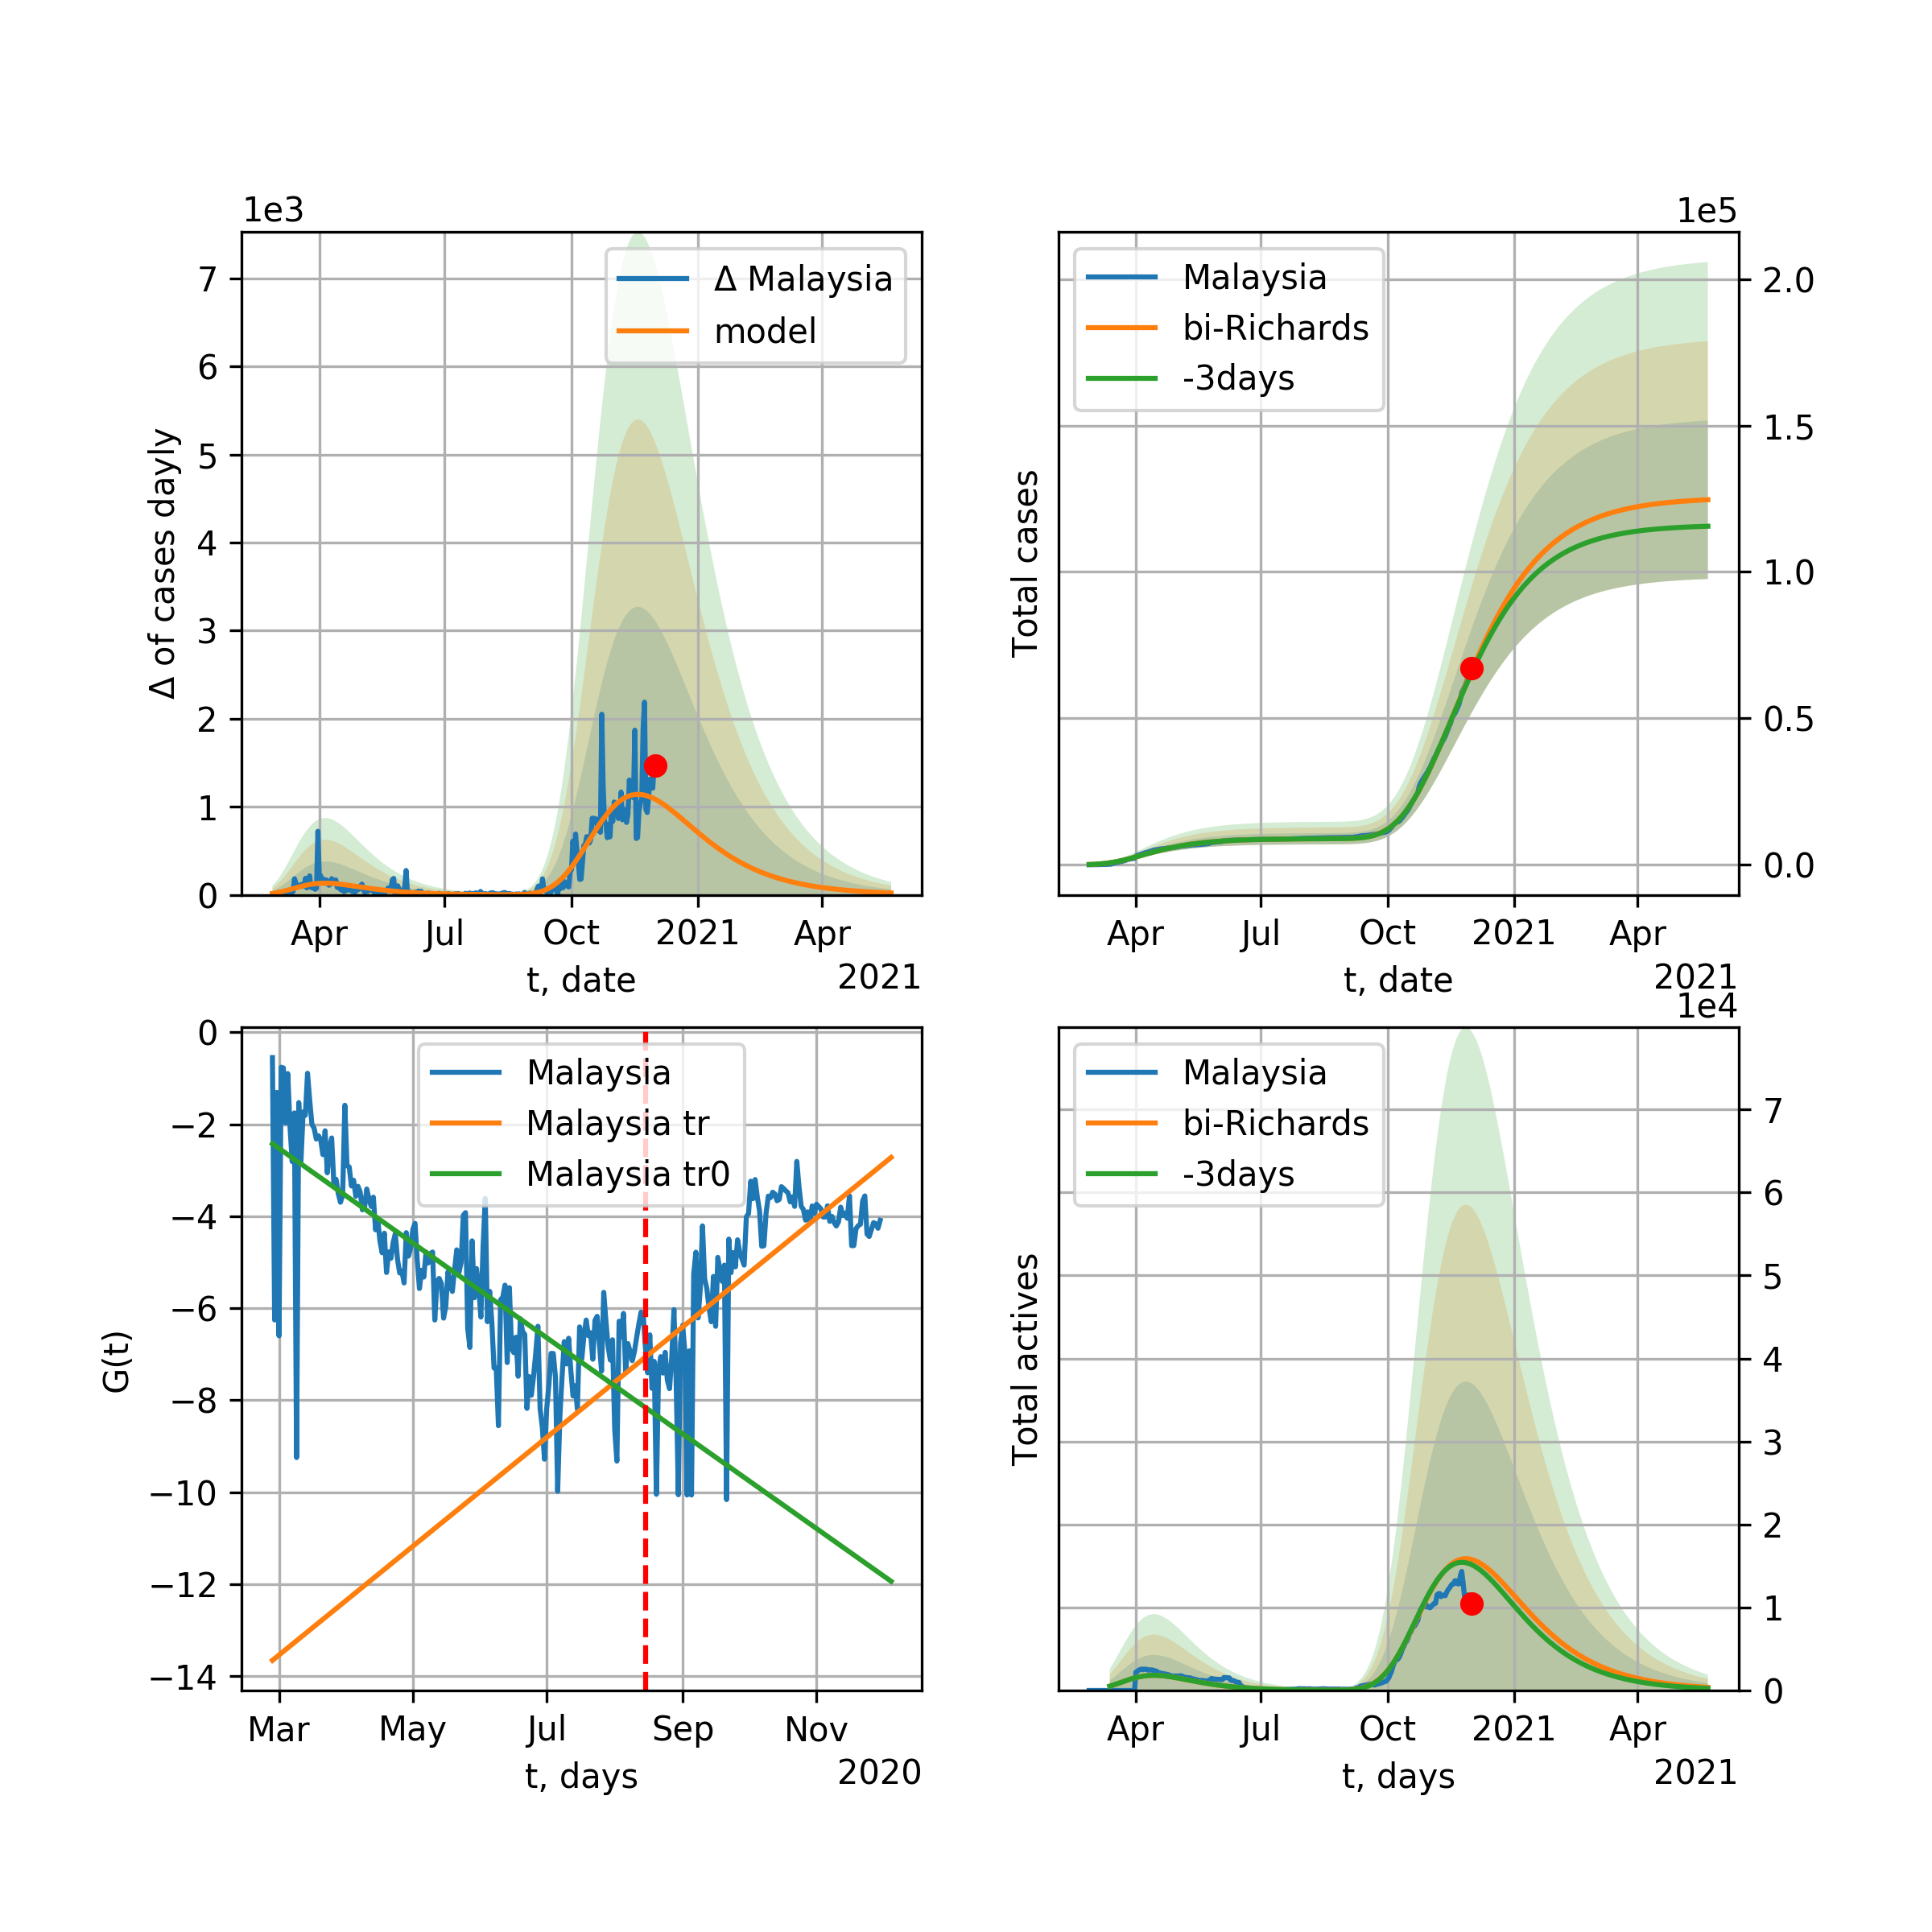 1e3
7
6
5
4
3
2
1
0
Δ of cases dayly
Δ Malaysia
model
Apr
Jul
Oct
2021
Apr
t, date
2021
1e5
Malaysia
bi-Richards
-3days
Total cases
2.0
1.5
1.0
0.5
0.0
Apr
Jul
Oct
2021
Apr
t, date
2021
0
−2
−4
−6
−8
−10
−12
−14
G(t)
Malaysia
Malaysia tr
Malaysia tr0
Mar
May
Jul
Sep
Nov
t, days
2020
1e4
Malaysia
bi-Richards
-3days
Total actives
7
6
5
4
3
2
1
0
Apr
Jul
Oct
2021
Apr
t, days
2021